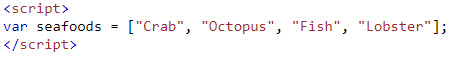 <script>
var seafoods = ["Crab", "Octopus", "Fish", "Lobster"];
</script>